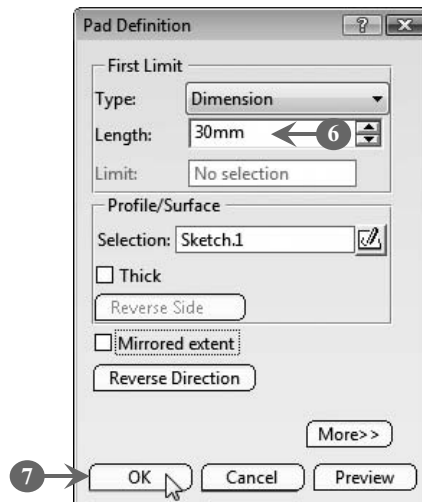 Pad Definition ?
First Limit
Type: Dimension
Length: 30mm 6
Limit: No selection
Profile/Surface
Selection: Sketch.1
Thick
Reverse Side
Mirrored extent
Reverse Direction
More>>
7 OK Cancel Preview